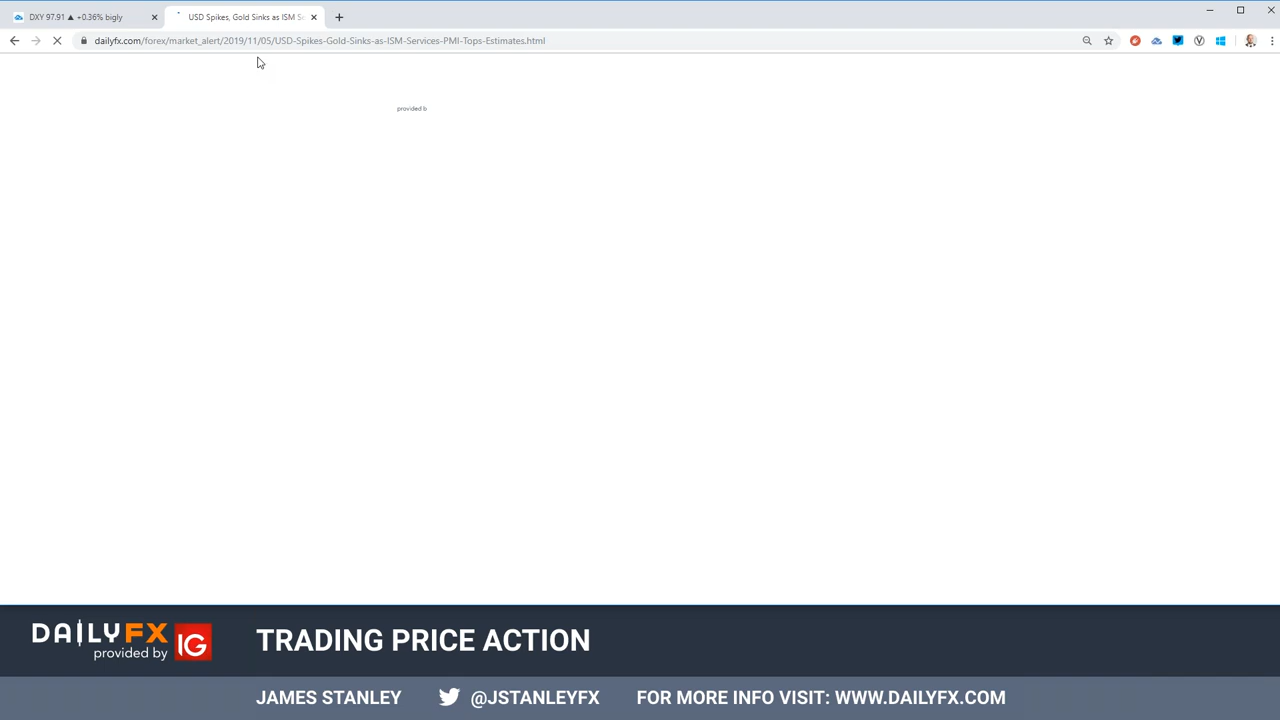 DXY 97.91 ▲ +0.36% bigly
USD Spikes, Gold Sinks as ISM Se
dailyfx.com/forex/market_alert/2019/11/05/USD-Spikes-Gold-Sinks-as-ISM-Services-PMI-Tops-Estimates.html
provided b
DAILYFX
provided by IG
TRADING PRICE ACTION
JAMES STANLEY @JSTANLEYFX FOR MORE INFO VISIT: WWW.DAILYFX.COM